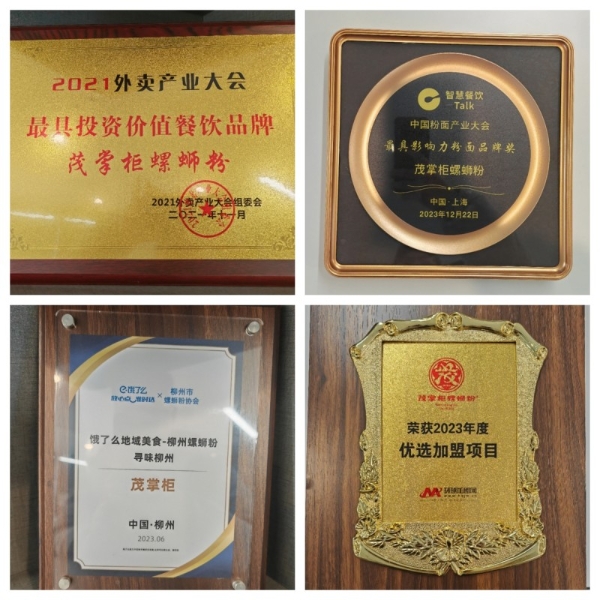 2021外卖产业大会
最具投资价值餐饮品牌
茂掌柜螺蛳粉
2021外卖产业大会组委会
二〇二一年十一月
智慧餐饮
Talk
中国粉面产业大会
最具影响力粉面品牌奖
茂掌柜螺蛳粉
中国·上海
2023年12月22日
饿了么
放心点 准时达
×
柳州市
螺蛳粉协会
饿了么地域美食-柳州螺蛳粉
寻味柳州
茂掌柜
中国·柳州
2023.06
茂掌柜螺蛳粉
荣获2023年度
优选加盟项目